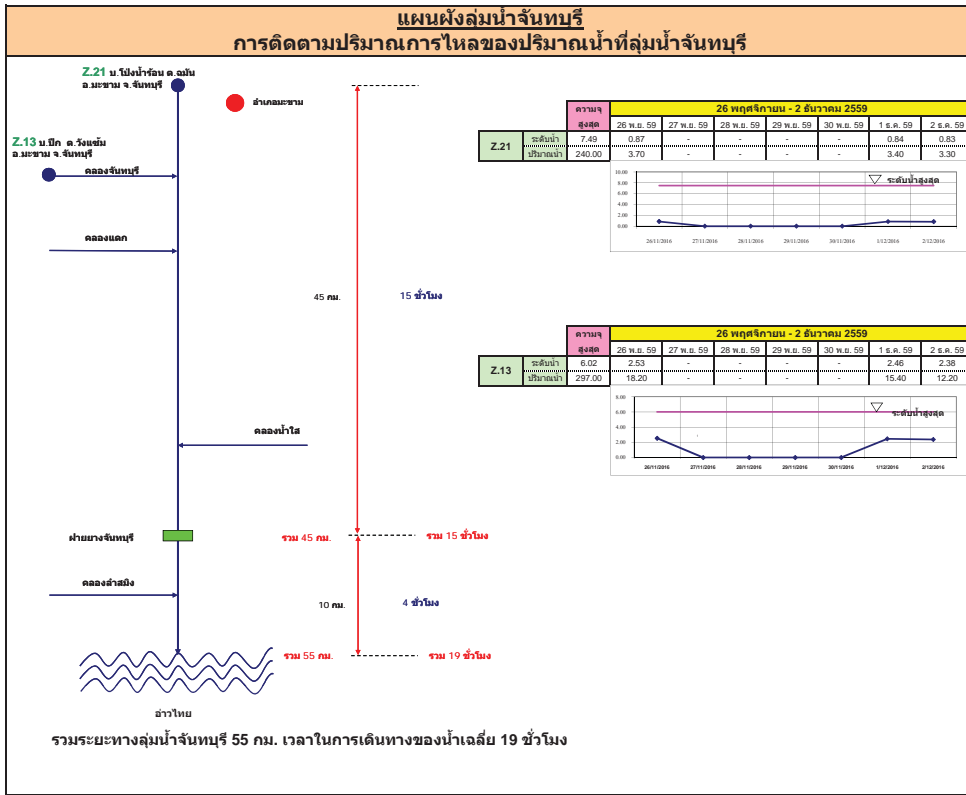 แผนผังลุ่มน้ำจันทบุรี
การติดตามปริมาณการไหลของปริมาณน้ำที่ลุ่มน้ำจันทบุรี
Z.21 บ.โป่งน้ำร้อน ต.ฉมัน
อ.มะขาม จ.จันทบุรี
อำเภอมะขาม
Z.13 บ.ปึก ต.วังแซ้ม
อ.มะขาม จ.จันทบุรี
คลองจันทบุรี
คลองแตก
45 กม.
15 ชั่วโมง
คลองน้ำใส
ฝายยางจันทบุรี
รวม 45 กม.
รวม 15 ชั่วโมง
คลองลำสมิง
10 กม.
4 ชั่วโมง
รวม 55 กม.
รวม 19 ชั่วโมง
อ่าวไทย
รวมระยะทางลุ่มน้ำจันทบุรี 55 กม. เวลาในการเดินทางของน้ำเฉลี่ย 19 ชั่วโมง
ความจุ 26 พฤศจิกายน - 2 ธันวาคม 2559
สูงสุด 26 พ.ย. 59 27 พ.ย. 59 28 พ.ย. 59 29 พ.ย. 59 30 พ.ย. 59 1 ธ.ค. 59 2 ธ.ค. 59
Z.21 ระดับน้ำ 7.49 0.87 - - - - 0.84 0.83
ปริมาณน้ำ 240.00 3.70 - - - - 3.40 3.30
10.00
8.00
6.00
4.00
2.00
0.00
ระดับน้ำสูงสุด
26/11/2016 27/11/2016 28/11/2016 29/11/2016 30/11/2016 1/12/2016 2/12/2016
ความจุ 26 พฤศจิกายน - 2 ธันวาคม 2559
สูงสุด 26 พ.ย. 59 27 พ.ย. 59 28 พ.ย. 59 29 พ.ย. 59 30 พ.ย. 59 1 ธ.ค. 59 2 ธ.ค. 59
Z.13 ระดับน้ำ 6.02 2.53 - - - - 2.46 2.38
ปริมาณน้ำ 297.00 18.20 - - - - 15.40 12.20
8.00
6.00
4.00
2.00
0.00
ระดับน้ำสูงสุด
26/11/2016 27/11/2016 28/11/2016 29/11/2016 30/11/2016 1/12/2016 2/12/2016